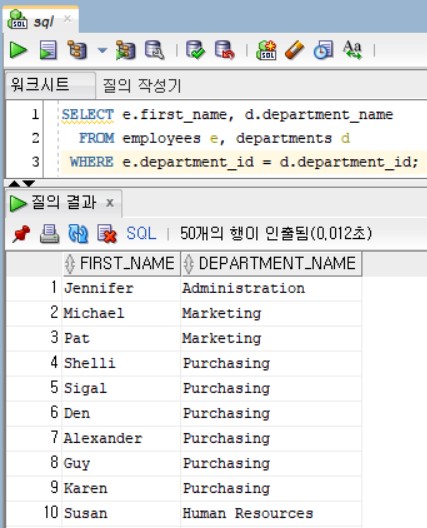 sql
워크시트 질의 작성기
1 SELECT e.first_name, d.department_name
2 FROM employees e, departments d
3 WHERE e.department_id = d.department_id;
질의 결과 x
SQL | 50개의 행이 인출됨(0,012초)
FIRST_NAME DEPARTMENT_NAME
1 Jennifer Administration
2 Michael Marketing
3 Pat Marketing
4 Shelli Purchasing
5 Sigal Purchasing
6 Den Purchasing
7 Alexander Purchasing
8 Guy Purchasing
9 Karen Purchasing
10 Susan Human Resources